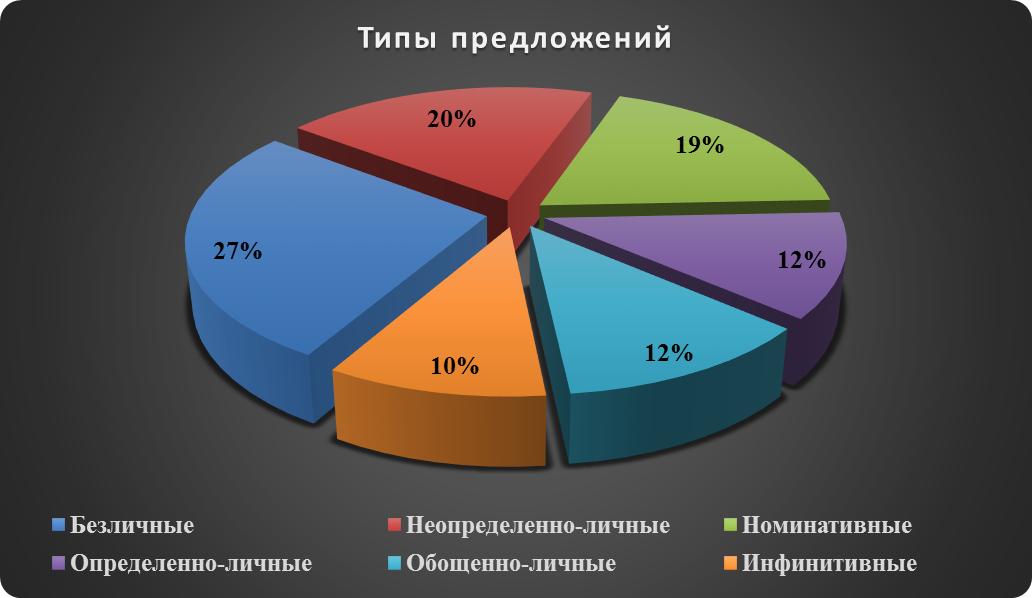 Типы предложений
20%
19%
27%
12%
12%
10%
Безличные
Неопределенно-личные
Номинативные
Определенно-личные
Обощенно-личные
Инфинитивные